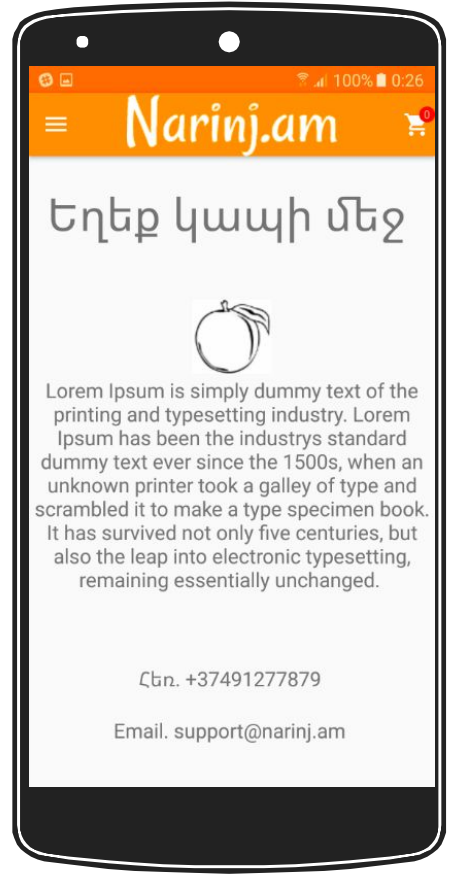 100% 0:26
Narinj.am
0
Եղեք կապի մեջ
Lorem Ipsum is simply dummy text of the
printing and typesetting industry. Lorem
Ipsum has been the industrys standard
dummy text ever since the 1500s, when an
unknown printer took a galley of type and
scrambled it to make a type specimen book.
It has survived not only five centuries, but
also the leap into electronic typesetting,
remaining essentially unchanged.
Հեռ. +37491277879
Email. support@narinj.am